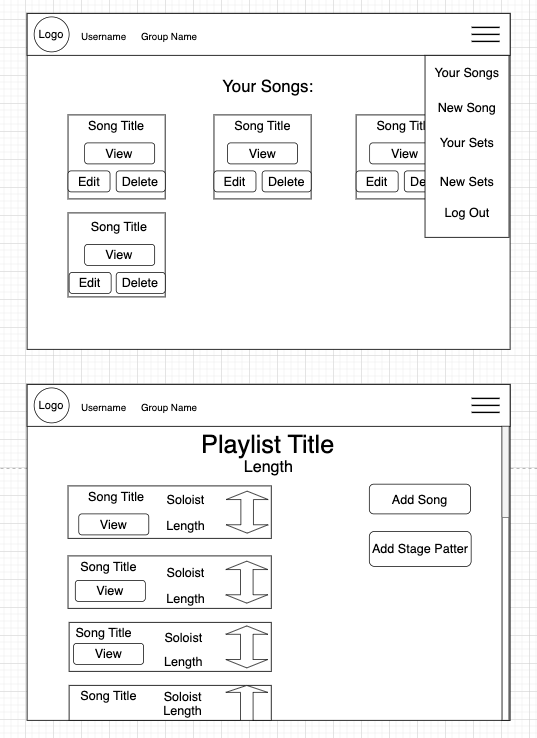 Logo Username Group Name
Your Songs:
Your Songs
New Song
Your Sets
New Sets
Log Out
Song Title
View
Edit Delete
Song Title
View
Edit Delete
Song Tit
View
Edit De
Song Title
View
Edit Delete
Logo Username Group Name
Playlist Title
Length
Song Title Soloist
View Length
Song Title Soloist
View Length
Song Title Soloist
View Length
Song Title Soloist
Length
Add Song
Add Stage Patter